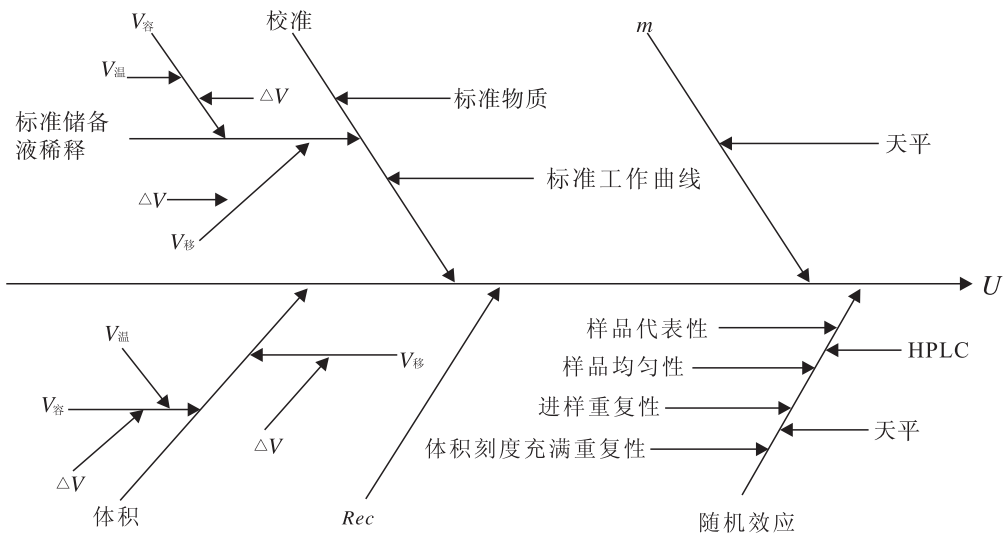 V容
校准
m
V温
△V
标准物质
标准储备
液稀释
天平
标准工作曲线
△V
V移
U
样品代表性
V温
HPLC
V移
样品均匀性
V容
进样重复性
天平
△V
体积刻度充满重复性
△V
体积
Rec
随机效应